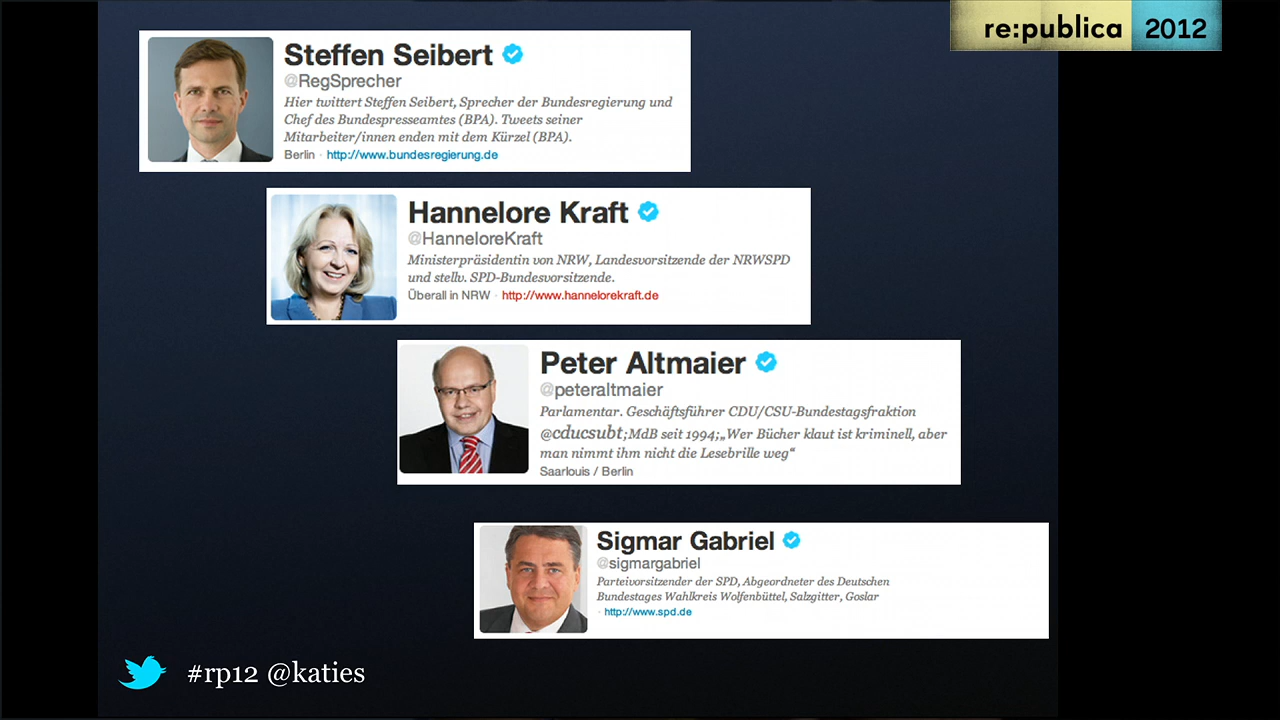 re:publica 2012
Steffen Seibert
@RegSprecher
Hier twittert Steffen Seibert, Sprecher der Bundesregierung und
Chef des Bundespresseamtes (BPA). Tweets seiner
Mitarbeiter/innen enden mit dem Kürzel (BPA).
Berlin · http://www.bundesregierung.de
Hannelore Kraft
@HanneloreKraft
Ministerpräsidentin von NRW, Landesvorsitzende der NRWSPD
und stellv. SPD-Bundesvorsitzende.
Überall in NRW · http://www.hannelorekraft.de
Peter Altmaier
@peteraltmaier
Parlamentar. Geschäftsführer CDU/CSU-Bundestagsfraktion
@cducsubt;MdB seit 1994;„Wer Bücher klaut ist kriminell, aber
man nimmt ihm nicht die Lesebrille weg“
Saarlouis / Berlin
Sigmar Gabriel
@sigmargabriel
Parteivorsitzender der SPD, Abgeordneter des Deutschen
Bundestages Wahlkreis Wolfenbüttel, Salzgitter, Goslar
· http://www.spd.de
#rp12 @katies